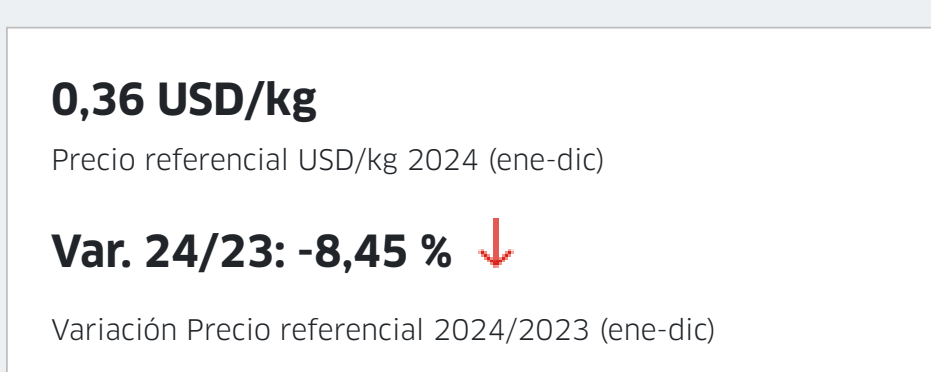 0,36 USD/kg
Precio referencial USD/kg 2024 (ene-dic)
Var. 24/23: -8,45 %
Variación Precio referencial 2024/2023 (ene-dic)